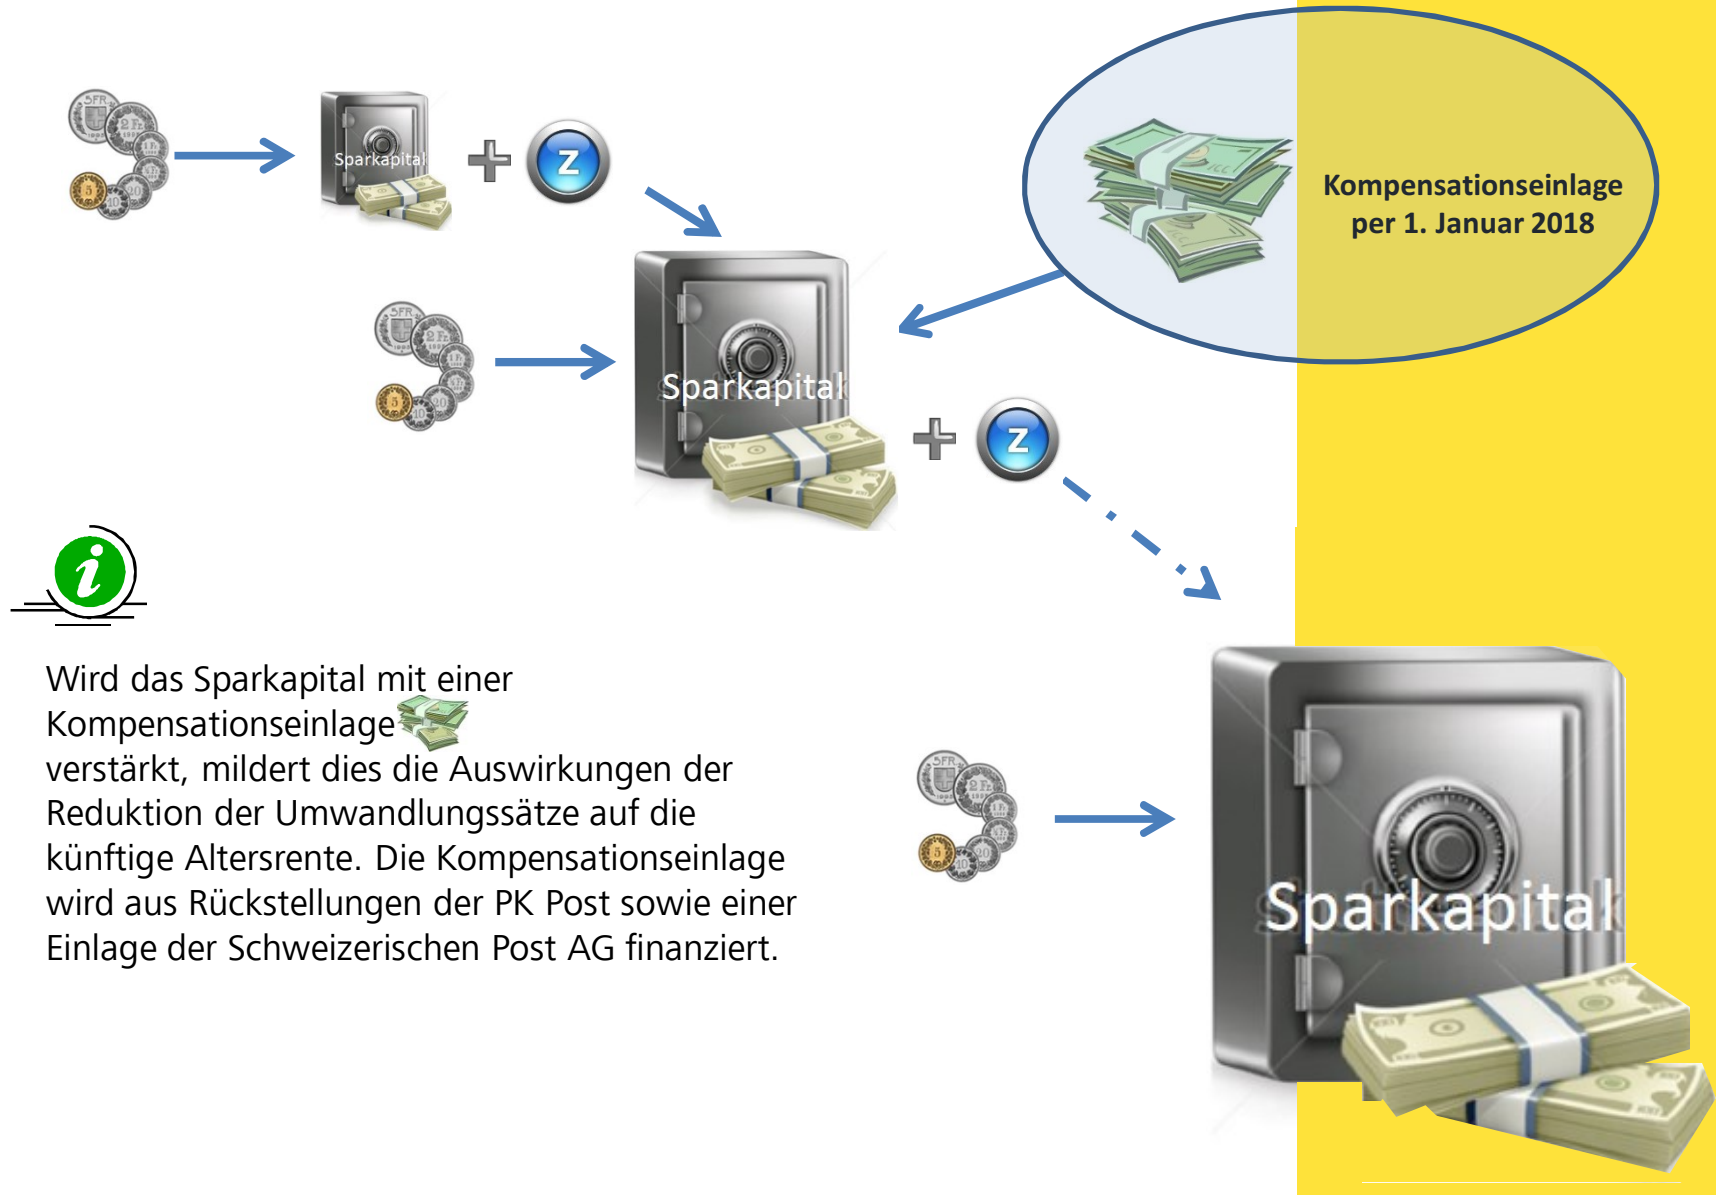 Sparkapital
Z
Kompensationseinlage
per 1. Januar 2018
Sparkapital
Z
i
Wird das Sparkapital mit einer
Kompensationseinlage
verstärkt, mildert dies die Auswirkungen der
Reduktion der Umwandlungssätze auf die
künftige Altersrente. Die Kompensationseinlage
wird aus Rückstellungen der PK Post sowie einer
Einlage der Schweizerischen Post AG finanziert.
Sparkapital